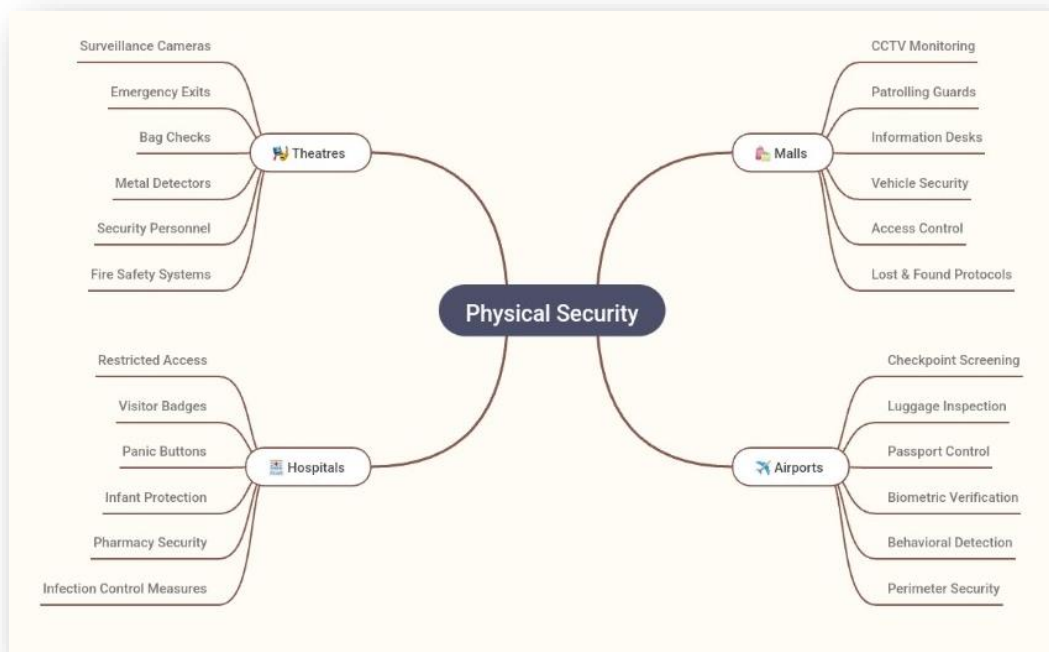 Physical Security
Theatres
Surveillance Cameras
Emergency Exits
Bag Checks
Metal Detectors
Security Personnel
Fire Safety Systems
Malls
CCTV Monitoring
Patrolling Guards
Information Desks
Vehicle Security
Access Control
Lost & Found Protocols
Hospitals
Restricted Access
Visitor Badges
Panic Buttons
Infant Protection
Pharmacy Security
Infection Control Measures
Airports
Checkpoint Screening
Luggage Inspection
Passport Control
Biometric Verification
Behavioral Detection
Perimeter Security